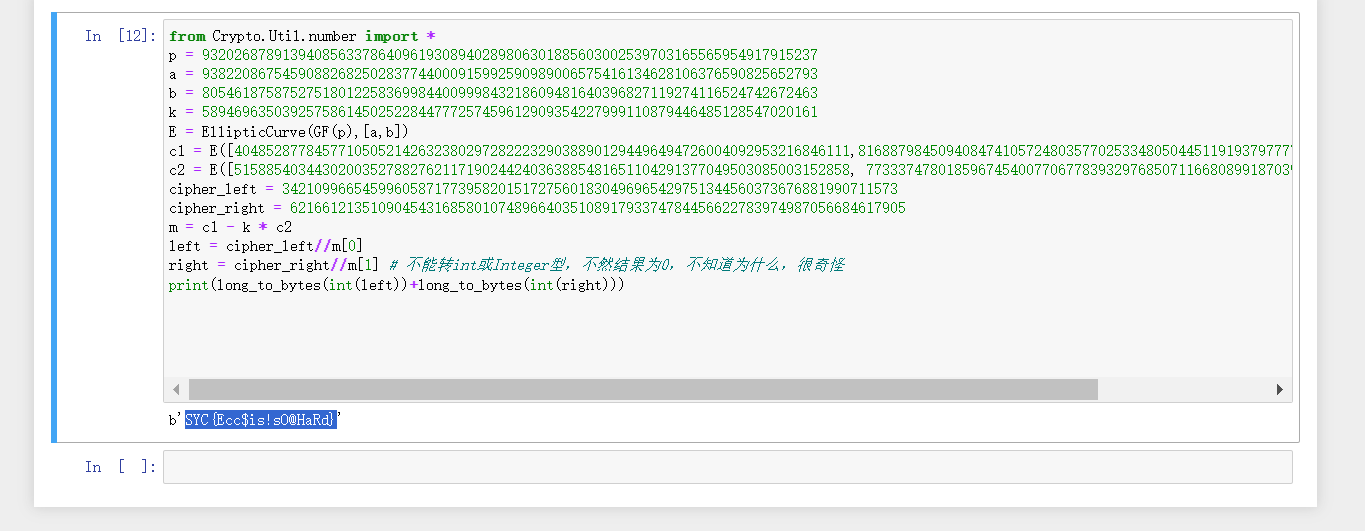 In [12]:
from Crypto.Util.number import *
p = 93202687891394085633786409619308940289806301885603002539703165565954917915237
a = 93822086754590882682502837744000915992590989006575416134628106376590825652793
b = 80546187587527518012258369984400999843218609481640396827119274116524742672463
k = 58946963503925758614502522844777257459612909354227999110879446485128547020161
E = EllipticCurve(GF(p),[a,b])
c1 = E([40485287784577105052142632380297282223290388901294496494726004092953216846111,8168879845094084741057248035770253348050445119193797777
c2 = E([51588540344302003527882762117190244240363885481651104291377049503085003152858, 7733374780185967454007706778393297685071166808991870​39
cipher_left = 34210996654599605871773958201517275601830496965429751344560373676881990711573
cipher_right = 62166121351090454316858010748966403510891793374784456622783974987056684617905
m = c1 - k * c2
left = cipher_left//m[0]
right = cipher_right//m[1] # 不能转int或Integer型，不然结果为0，不知道为什么，很奇怪
print(long_to_bytes(int(left))+long_to_bytes(int(right)))
b'SYC{Ecc$is!sO@HaRd}'
In [ ]: